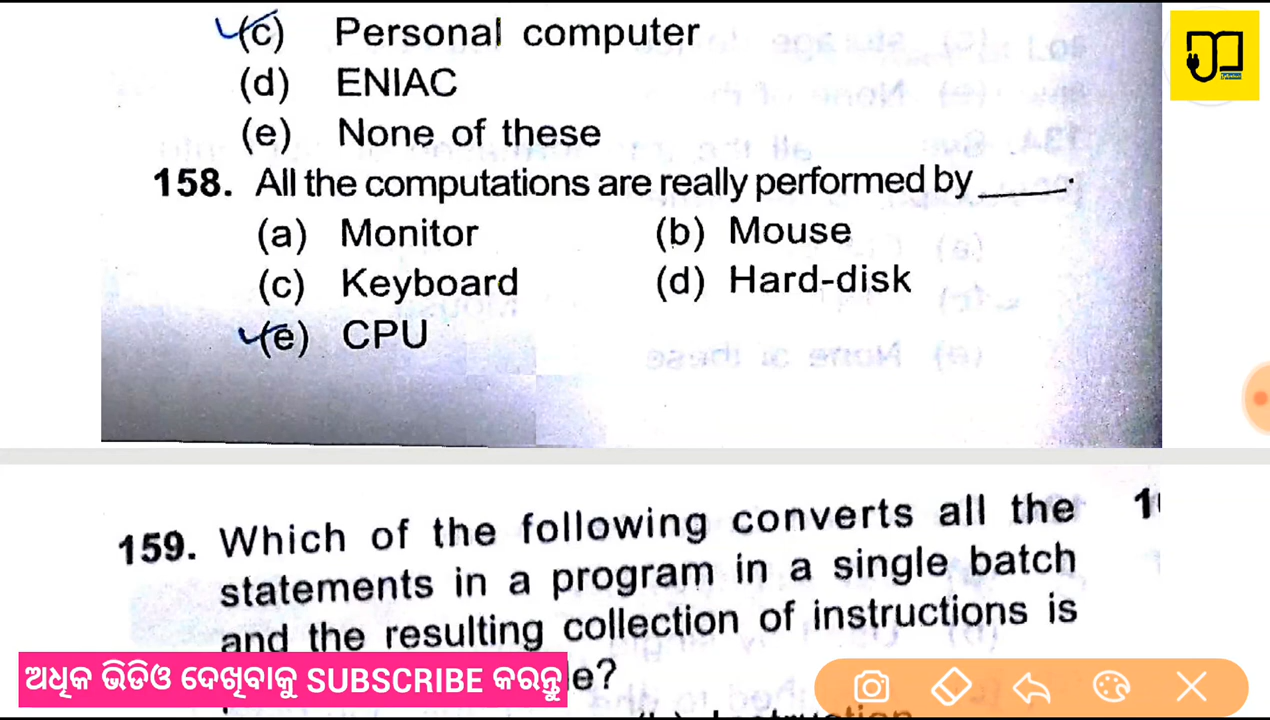 (c) Personal computer
(d) ENIAC
(e) None of these
158. All the computations are really performed by _____.
(a) Monitor (b) Mouse
(c) Keyboard (d) Hard-disk
(e) CPU
159. Which of the following converts all the
statements in a program in a single batch
and the resulting collection of instructions is
e?
ଅଧିକ ଭିଡିଓ ଦେଖିବାକୁ SUBSCRIBE କରନ୍ତୁ